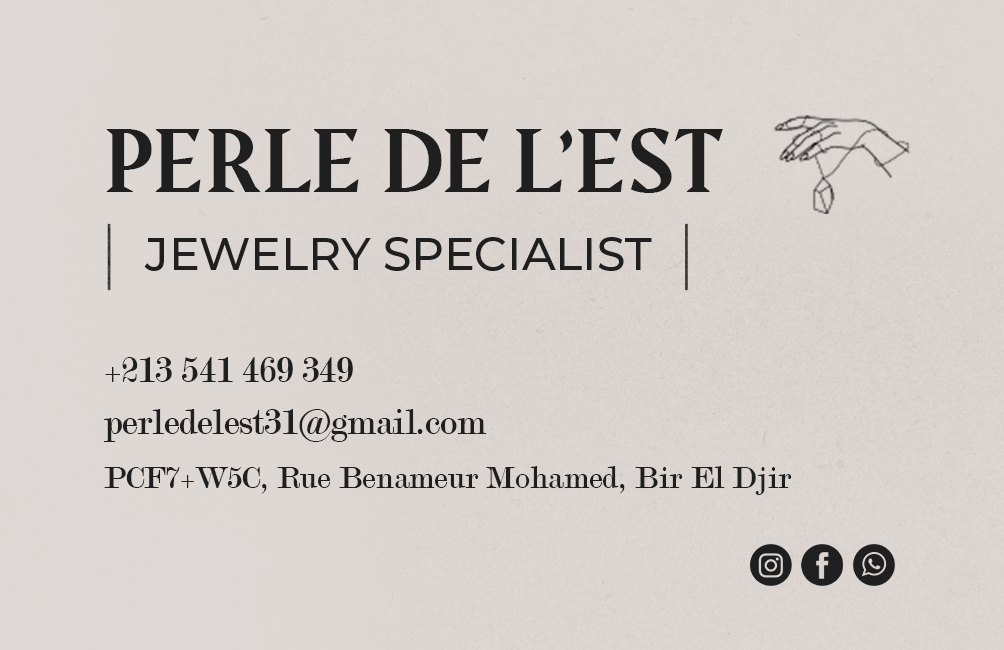 PERLE DE L’EST
JEWELRY SPECIALIST
+213 541 469 349
perledelest31@gmail.com
PCF7+W5C, Rue Benameur Mohamed, Bir El Djir